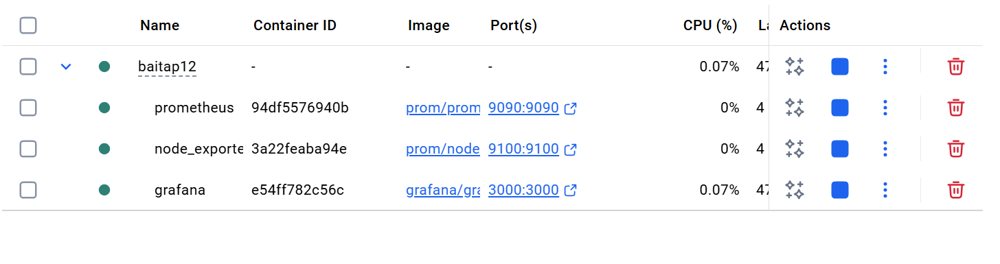 Name Container ID Image Port(s) CPU (%) La Actions
baitap12 - - - 0.07% 47
prometheus 94df5576940b prom/prom 9090:9090 0% 4
node_exporte 3a22feaba94e prom/node 9100:9100 0% 4
grafana e54ff782c56c grafana/gra 3000:3000 0.07% 47